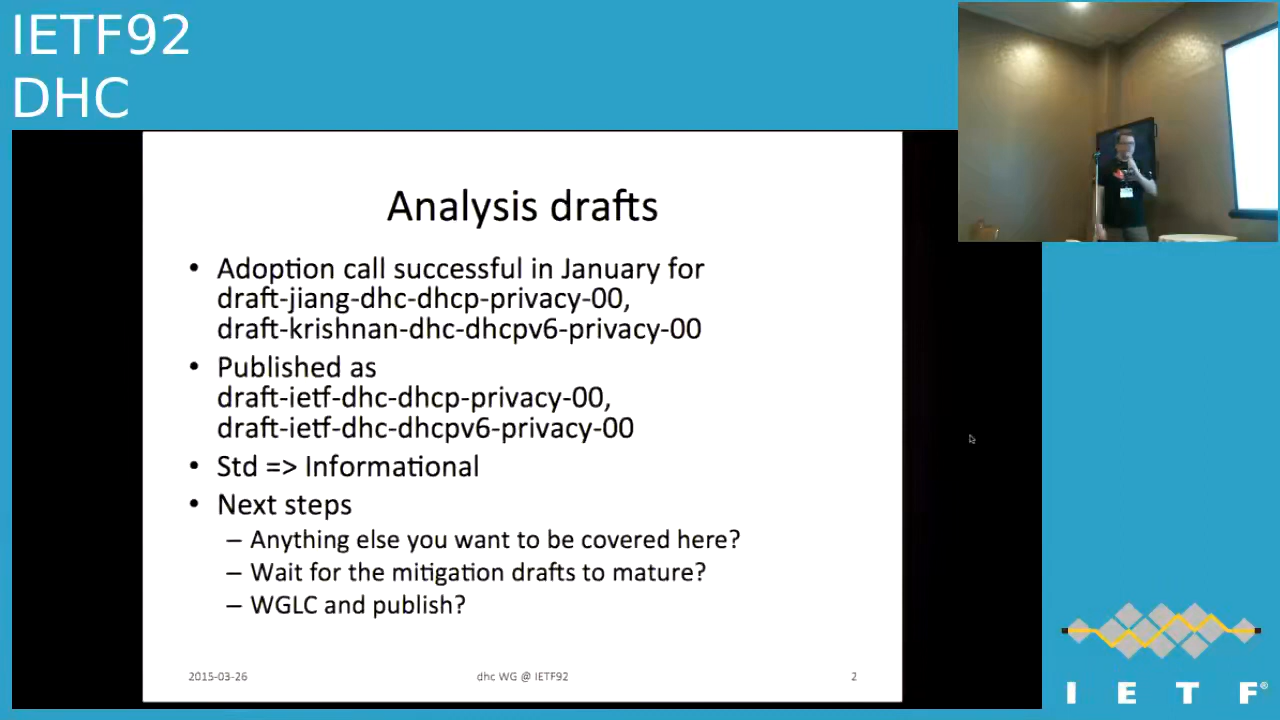 IETF92
DHC
Analysis drafts
• Adoption call successful in January for
draft-jiang-dhc-dhcp-privacy-00,
draft-krishnan-dhc-dhcpv6-privacy-00
• Published as
draft-ietf-dhc-dhcp-privacy-00,
draft-ietf-dhc-dhcpv6-privacy-00
• Std => Informational
• Next steps
– Anything else you want to be covered here?
– Wait for the mitigation drafts to mature?
– WGLC and publish?
2015-03-26
dhc WG @ IETF92
2
I E T F®